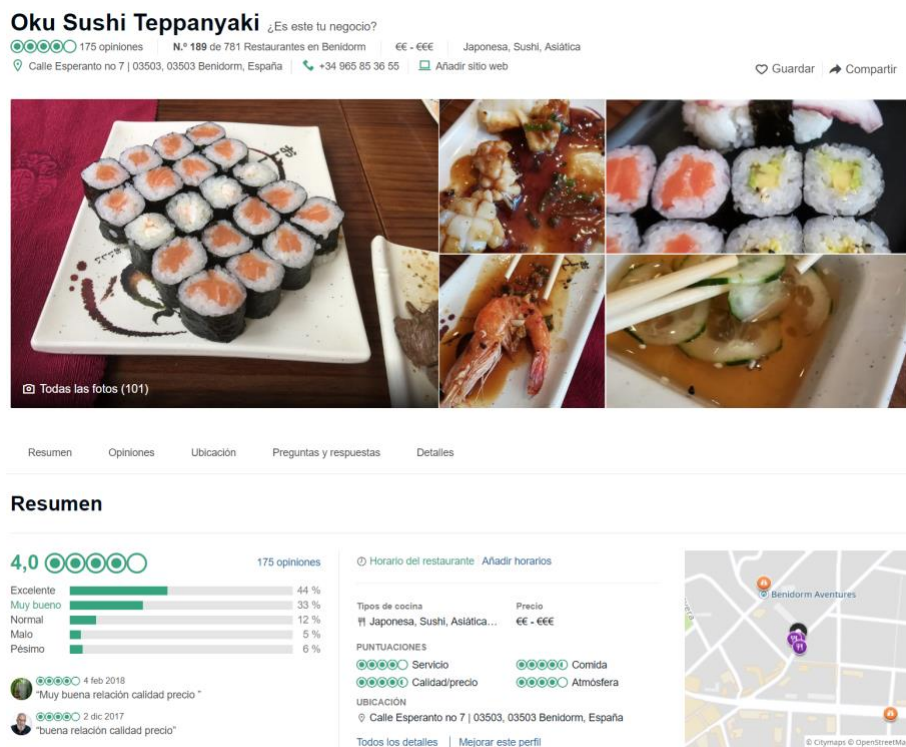 Oku Sushi Teppanyaki ¿Es este tu negocio?
175 opiniones N.º 189 de 781 Restaurantes en Benidorm €€ - €€€ Japonesa, Sushi, Asiática
Calle Esperanto no 7 | 03503, 03503 Benidorm, España +34 965 85 36 55 Añadir sitio web
Guardar Compartir
Todas las fotos (101)
Resumen Opiniones Ubicación Preguntas y respuestas Detalles
Resumen
4,0 175 opiniones
Excelente 44 %
Muy bueno 33 %
Normal 12 %
Malo 5 %
Pésimo 6 %
4 feb 2018
"Muy buena relación calidad precio "
2 dic 2017
"buena relación calidad precio"
Horario del restaurante Añadir horarios
Tipos de cocina Precio
Japonesa, Sushi, Asiática... €€ - €€€
PUNTUACIONES
Servicio Comida
Calidad/precio Atmósfera
UBICACIÓN
Calle Esperanto no 7 | 03503, 03503 Benidorm, España
Todos los detalles | Mejorar este perfil
Benidorm Aventures
© Citymaps © OpenStreetMa